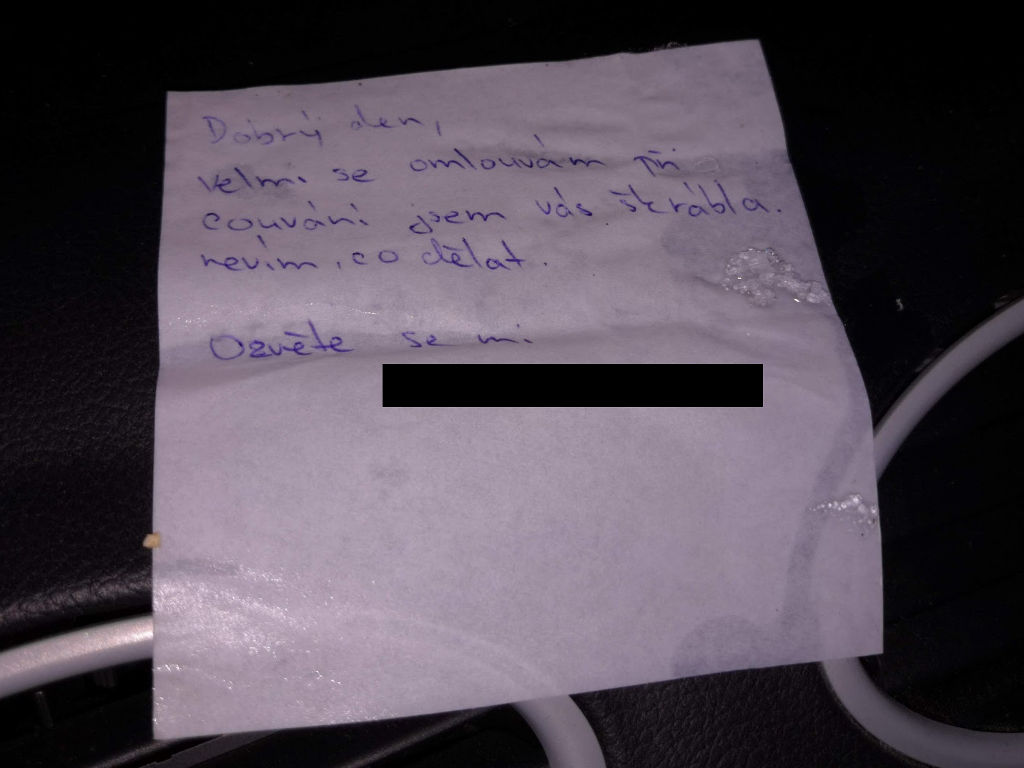 Dobrý den,
velmi se omlouvám při
couvání jsem vás škrábla.
nevím, co dělat.
Ozvěte se mi